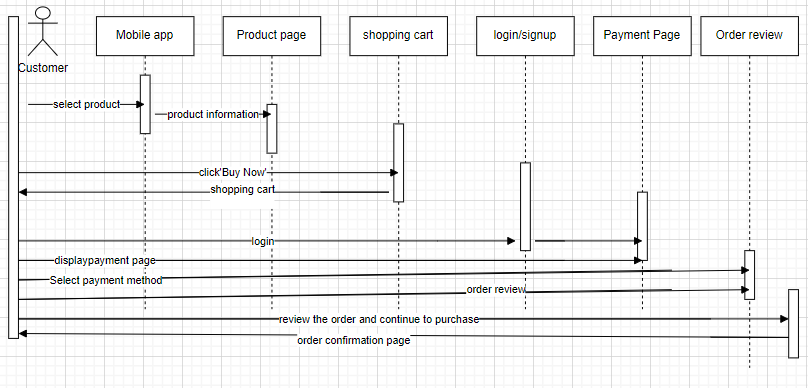 Mobile app
Product page
shopping cart
login/signup
Payment Page
Order review
Customer
select product
product information
click'Buy Now'
shopping cart
login
displaypayment page
Select payment method
order review
review the order and continue to purchase
order confirmation page